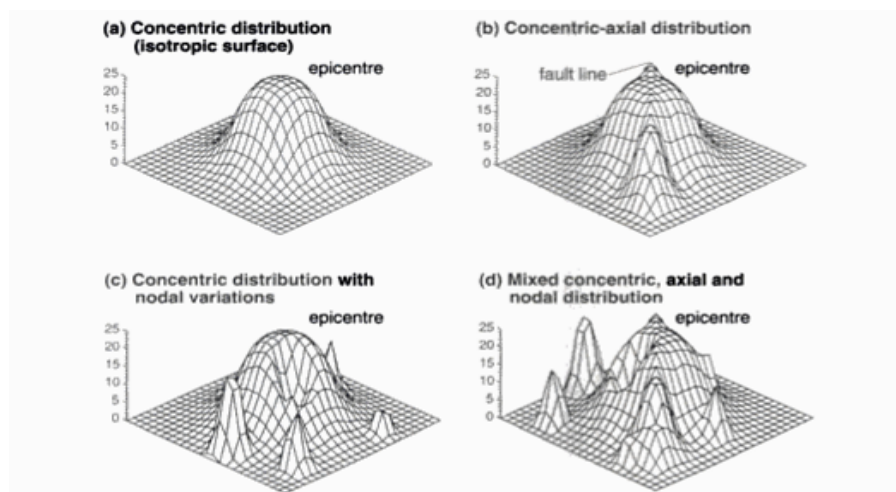 (a) Concentric distribution
(isotropic surface)
epicentre
25
20
15
10
5
0
(b) Concentric-axial distribution
fault line
epicentre
25
20
15
10
5
0
(c) Concentric distribution with
nodal variations
epicentre
25
20
15
10
5
0
(d) Mixed concentric, axial and
nodal distribution
epicentre
25
20
15
10
5
0